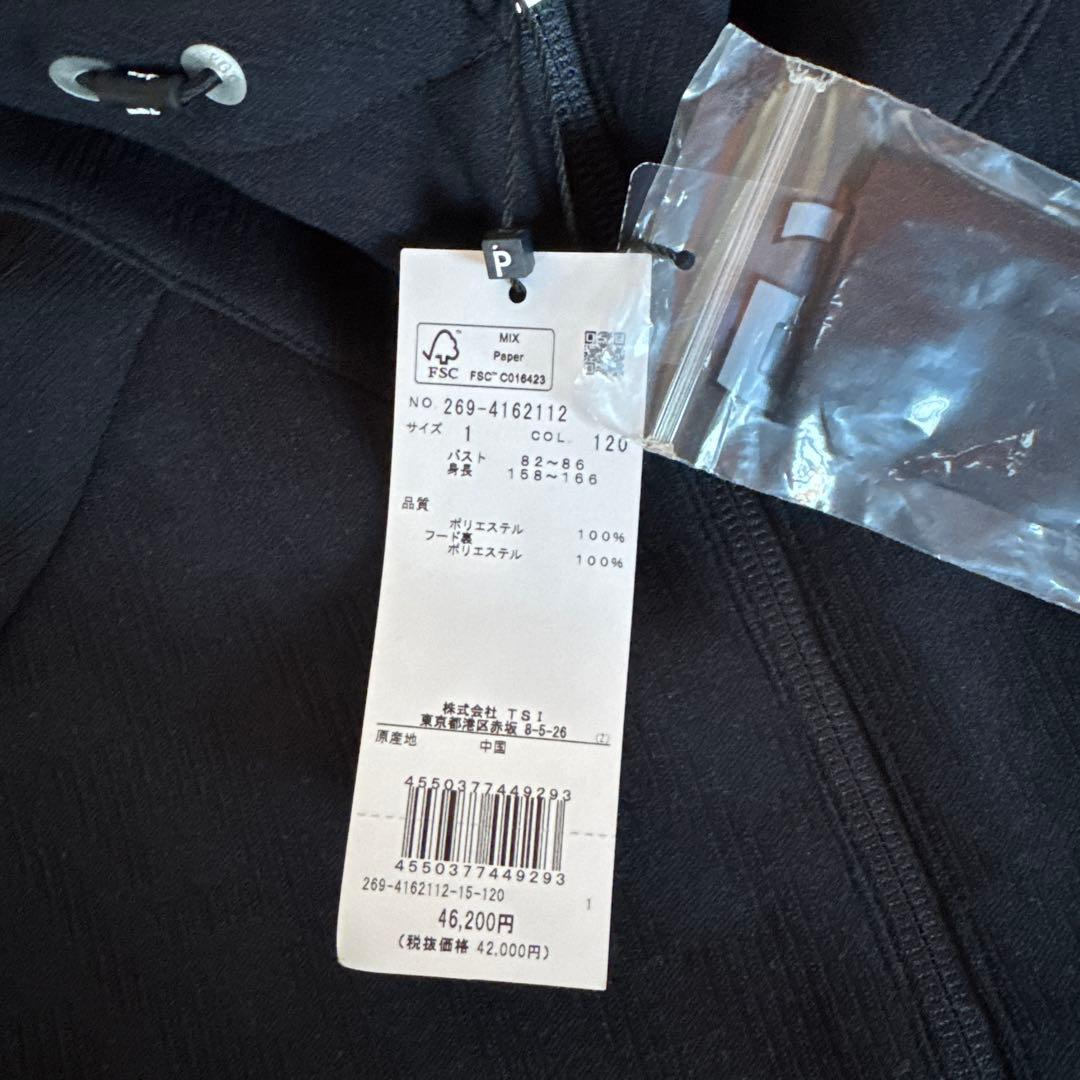 P
MIX
Paper
FSC™ C016423
FSC™
NO. 269-4162112
サイズ 1 COL. 120
バスト 82～86
身長 158～166
品質
ポリエステル 100%
フード裏
ポリエステル 100%
株式会社 TSI
東京都港区赤坂 8-5-26 (Z)
原産地 中国
4550377449293
4550377449293
269-4162112-15-120 1
46,200円
(税抜価格 42,000円)